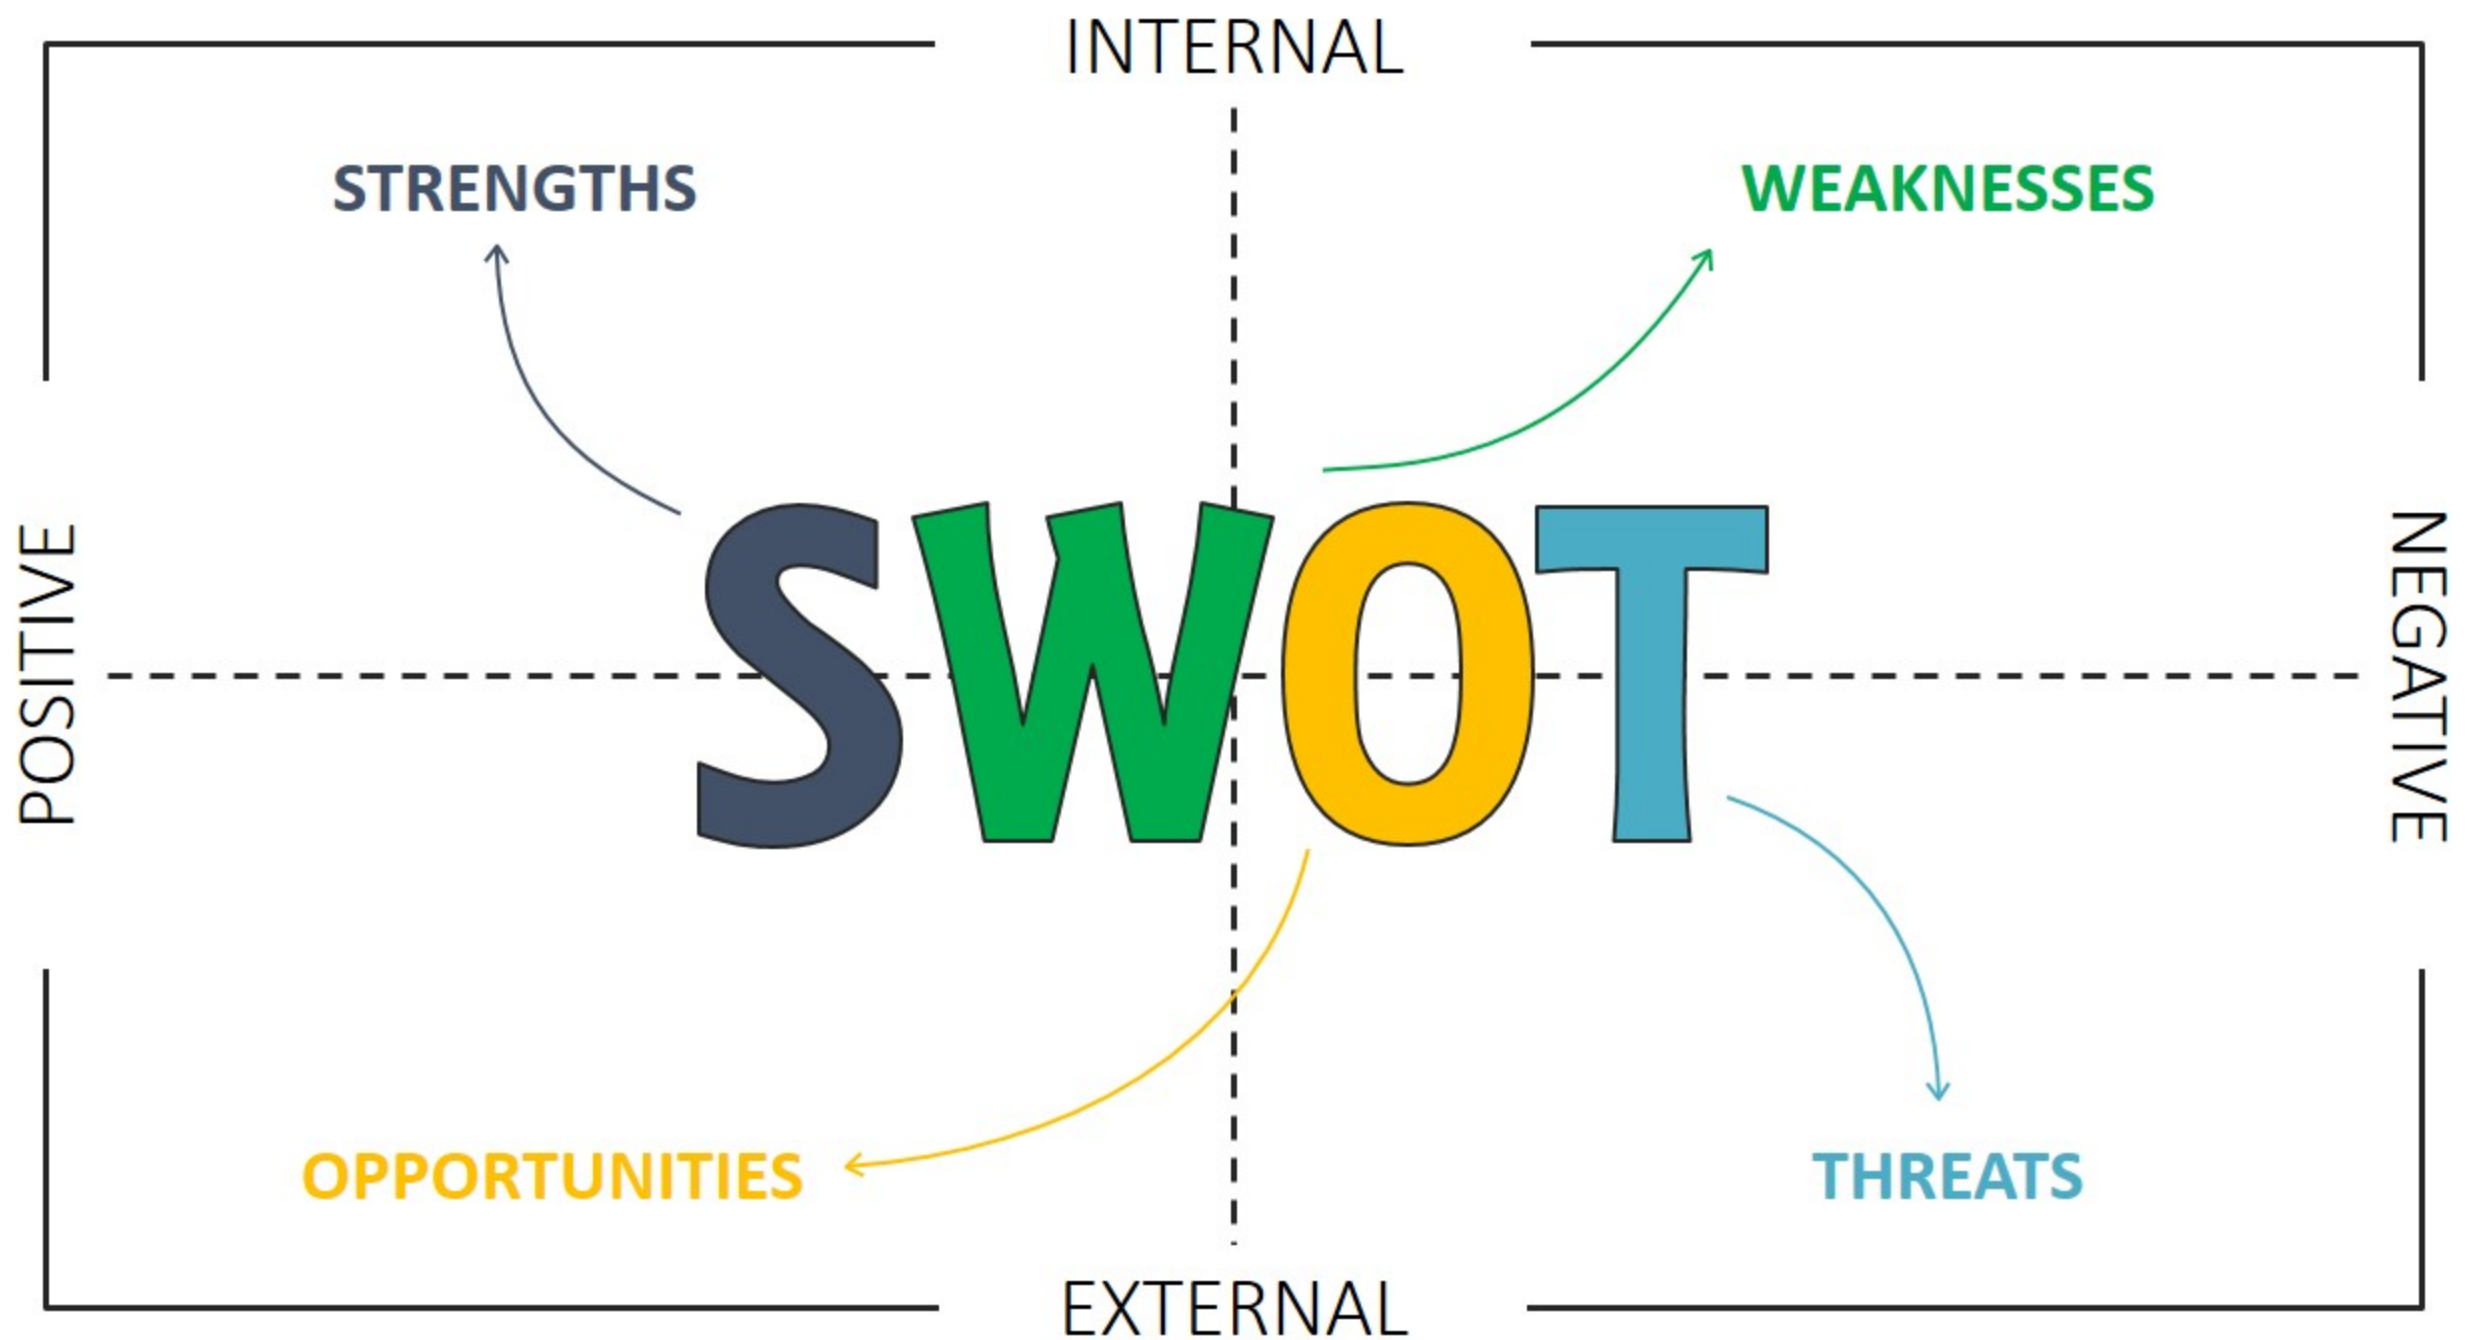 INTERNAL
STRENGTHS
WEAKNESSES
POSITIVE
SWOT
NEGATIVE
OPPORTUNITIES
THREATS
EXTERNAL